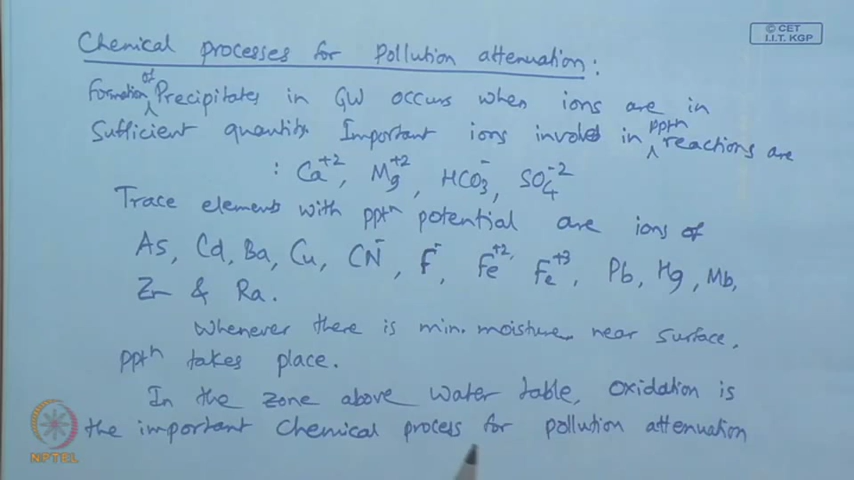 © CET
I.I.T. KGP
Chemical processes for Pollution attenuation:
Formation of Precipitates in GW occurs when ions are in
Sufficient quantity. Important ions involved in pptn reactions are
: Ca+2, Mg+2, HCO3-, SO4-2
Trace elements with pptn potential are ions of
As, Cd, Ba, Cu, CN-, F-, Fe+2, Fe+3, Pb, Hg, Mb,
Zn & Ra.
Whenever there is min. moisture near surface,
pptn takes place.
In the zone above water table, oxidation is
the important chemical process for pollution attenuation
NPTEL